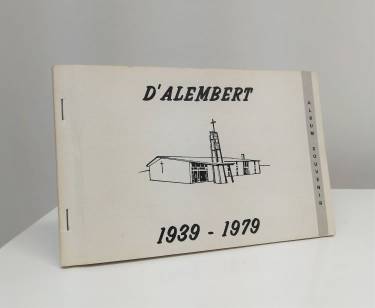 D'ALEMBERT
1939 - 1979
ALBUM SOUVENIR